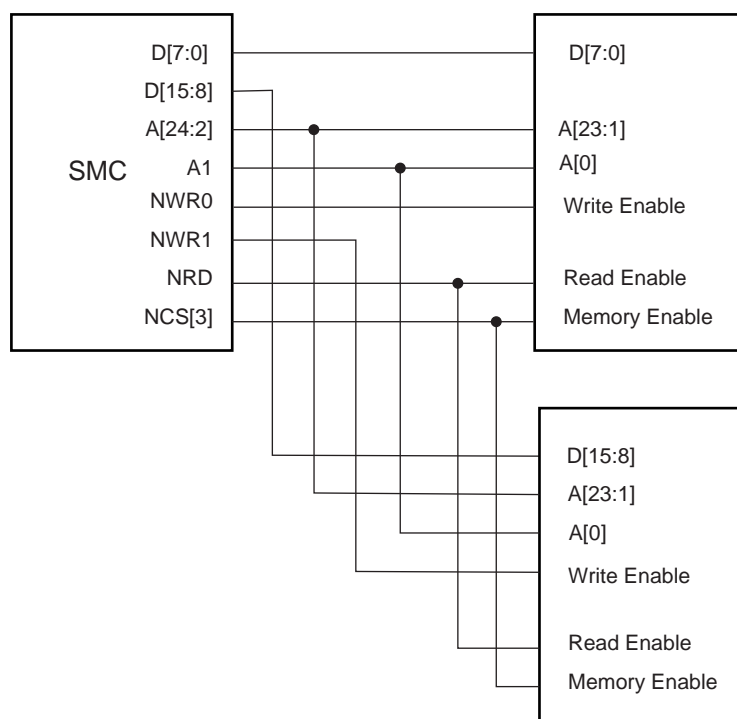 D[7:0]
D[15:8]
A[24:2]
SMC
A1
NWR0
NWR1
NRD
NCS[3]
D[7:0]
A[23:1]
A[0]
Write Enable
Read Enable
Memory Enable
D[15:8]
A[23:1]
A[0]
Write Enable
Read Enable
Memory Enable